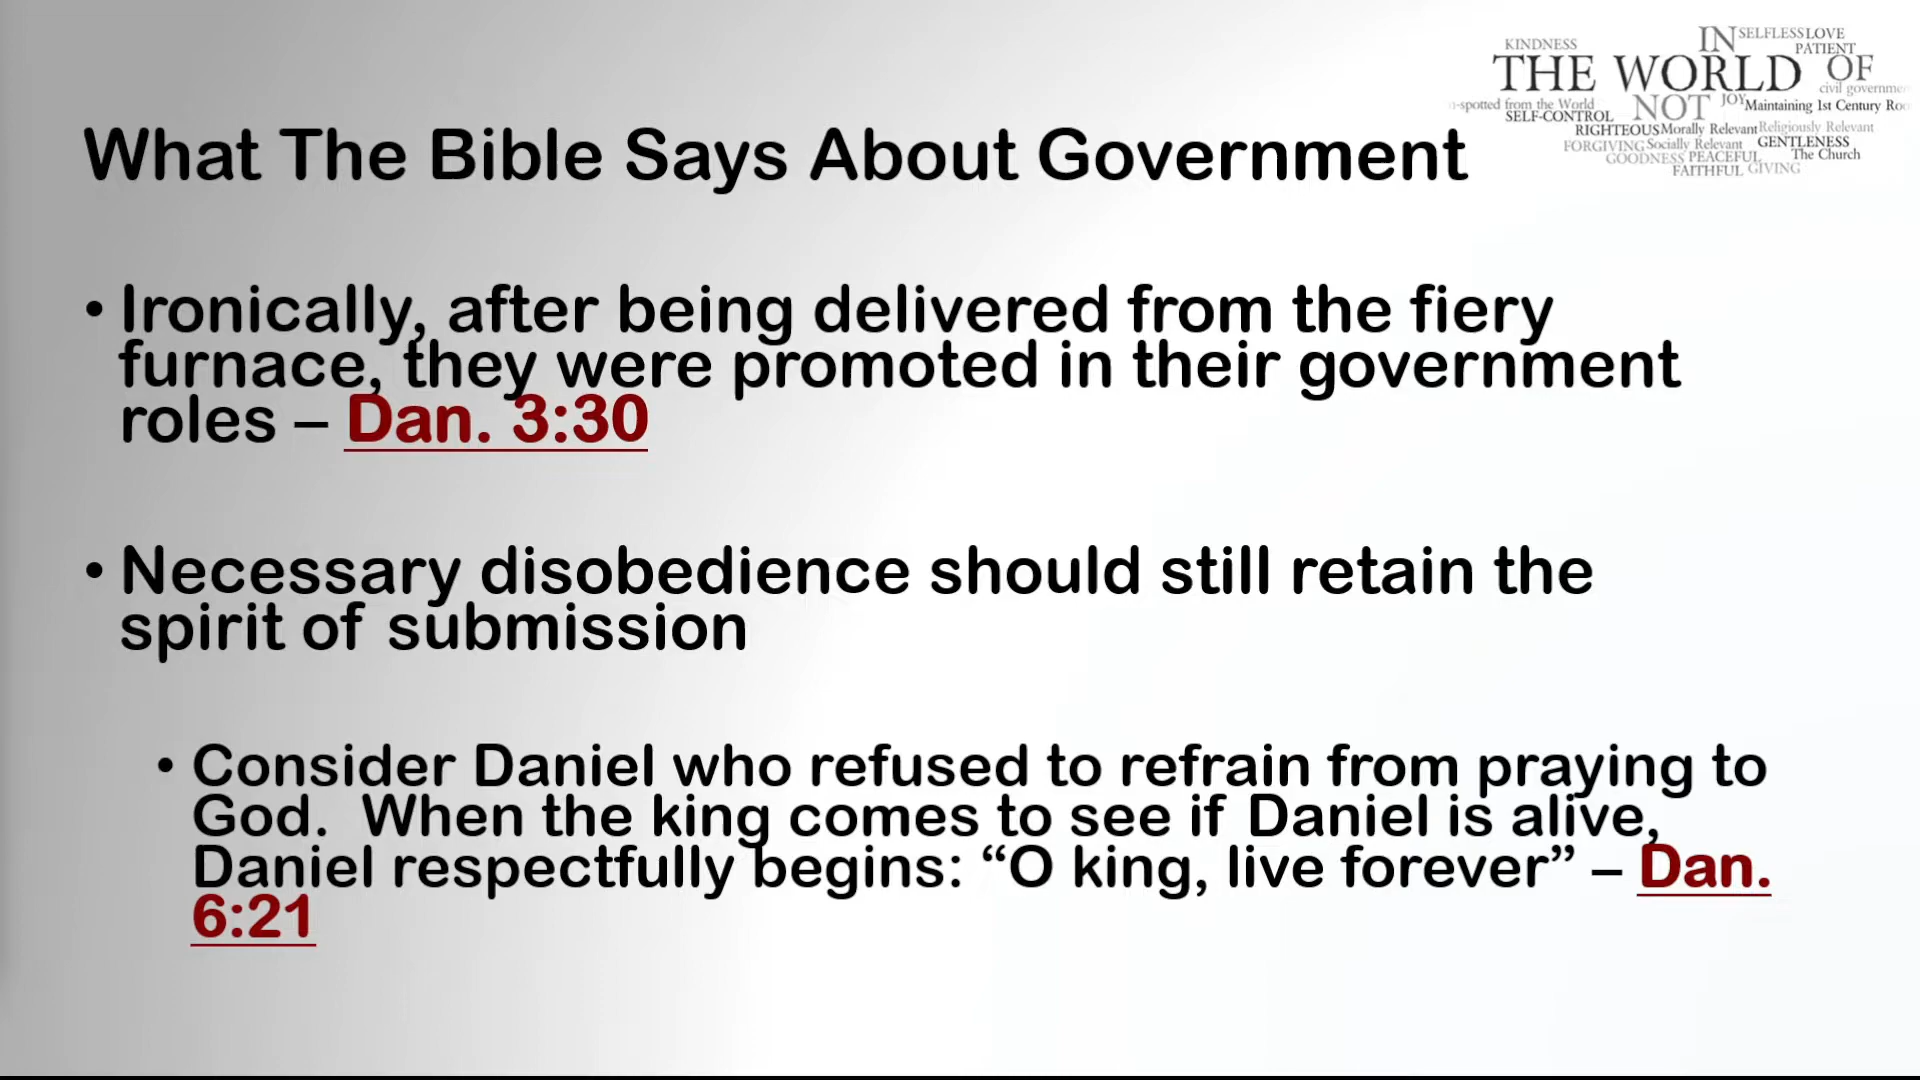 KINDNESS
IN SELFLESS LOVE
PATIENT
THE WORLD OF
civil governme
-spotted from the World NOT JOY Maintaining 1st Century Roo
SELF-CONTROL
RIGHTEOUS Morally Relevant Religiously Relevant
FORGIVING Socially Relevant GENTLENESS
GOODNESS PEACEFUL The Church
FAITHFUL GIVING
What The Bible Says About Government
• Ironically, after being delivered from the fiery
furnace, they were promoted in their government
roles – Dan. 3:30
• Necessary disobedience should still retain the
spirit of submission
• Consider Daniel who refused to refrain from praying to
God.  When the king comes to see if Daniel is alive,
Daniel respectfully begins: “O king, live forever” – Dan.
6:21